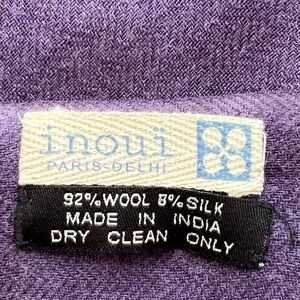 inouï
PARIS-DELHI
92%WOOL 8%SILK
MADE IN INDIA
DRY CLEAN ONLY